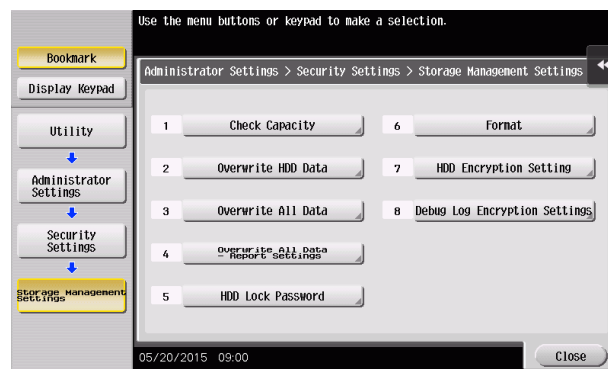 Use the menu buttons or keypad to make a selection.
Bookmark
Display Keypad
Utility
Administrator
Settings
Security
Settings
Storage Management
Settings
Administrator Settings > Security Settings > Storage Management Settings
1 Check Capacity
2 Overwrite HDD Data
3 Overwrite All Data
4 Overwrite All Data
- Report Settings
5 HDD Lock Password
6 Format
7 HDD Encryption Setting
8 Debug Log Encryption Settings
05/20/2015 09:00
Close